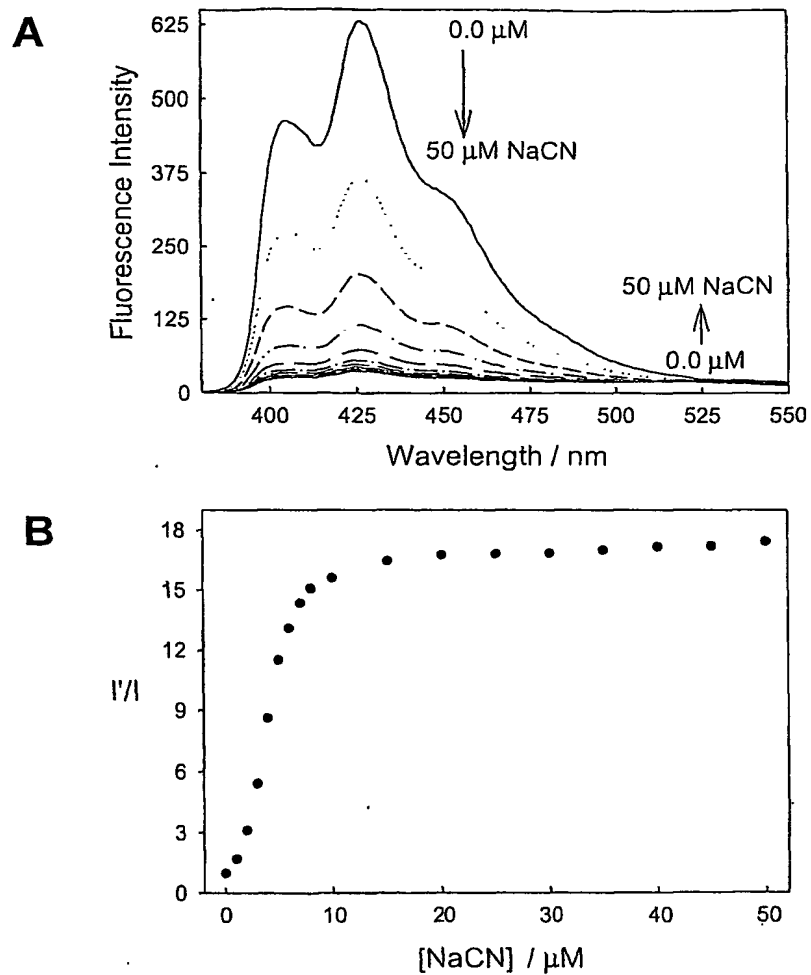 A
625
500
375
250
125
0
Fluorescence Intensity
0.0 μM
50 μM NaCN
50 μM NaCN
0.0 μM
400 425 450 475 500 525 550
Wavelength / nm
B
18
15
12
9
6
3
0
I'/I
0 10 20 30 40 50
[NaCN] / μM